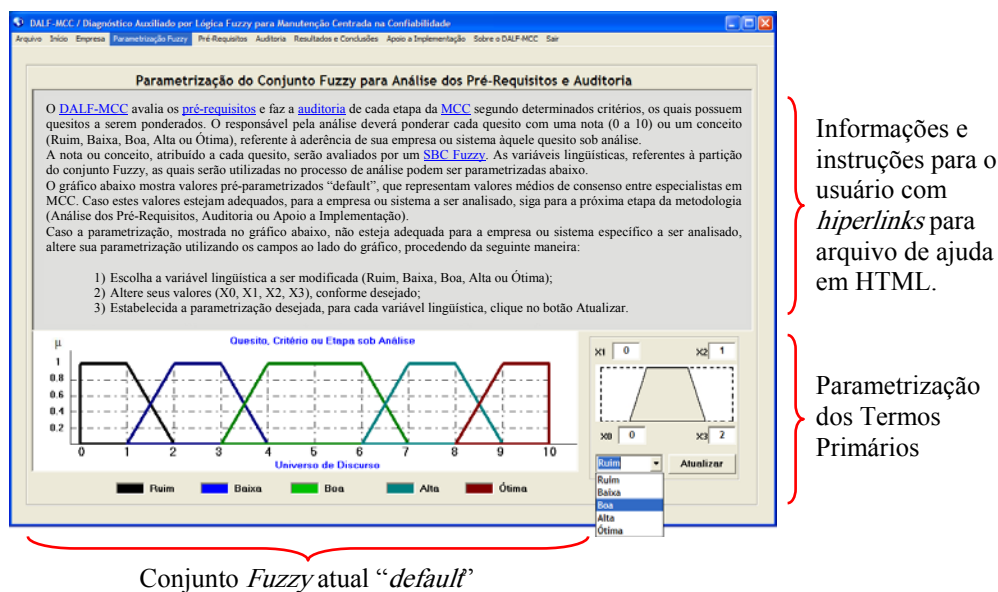 DALF-MCC / Diagnóstico Auxiliado por Lógica Fuzzy para Manutenção Centrada na Confiabilidade
Arquivo Início Empresa Parametrização Fuzzy Pré-Requisitos Auditoria Resultados e Conclusões Apoio a Implementação Sobre o DALF-MCC Sair
Parametrização do Conjunto Fuzzy para Análise dos Pré-Requisitos e Auditoria
O DALF-MCC avalia os pré-requisitos e faz a auditoria de cada etapa da MCC segundo determinados critérios, os quais possuem
quesitos a serem ponderados. O responsável pela análise deverá ponderar cada quesito com uma nota (0 a 10) ou um conceito
(Ruim, Baixa, Boa, Alta ou Ótima), referente à aderência de sua empresa ou sistema àquele quesito sob análise.
A nota ou conceito, atribuído a cada quesito, serão avaliados por um SBC Fuzzy. As variáveis lingüísticas, referentes à partição
do conjunto Fuzzy, as quais serão utilizadas no processo de análise podem ser parametrizadas abaixo.
O gráfico abaixo mostra valores pré-parametrizados “default”, que representam valores médios de consenso entre especialistas em
MCC. Caso estes valores estejam adequados, para a empresa ou sistema a ser analisado, siga para a próxima etapa da metodologia
(Análise dos Pré-Requisitos, Auditoria ou Apoio a Implementação).
Caso a parametrização, mostrada no gráfico abaixo, não esteja adequada para a empresa ou sistema específico a ser analisado,
altere sua parametrização utilizando os campos ao lado do gráfico, procedendo da seguinte maneira:
1) Escolha a variável lingüística a ser modificada (Ruim, Baixa, Boa, Alta ou Ótima);
2) Altere seus valores (X0, X1, X2, X3), conforme desejado;
3) Estabelecida a parametrização desejada, para cada variável lingüística, clique no botão Atualizar.
Informações e
instruções para o
usuário com
hiperlinks para
arquivo de ajuda
em HTML.
Quesito, Critério ou Etapa sob Análise
μ
1
0.8
0.6
0.4
0.2
0 1 2 3 4 5 6 7 8 9 10
Universo de Discurso
Ruim Baixa Boa Alta Ótima
X1 0 X2 1
X0 0 X3 2
Ruim Atualizar
Ruim
Baixa
Boa
Alta
Ótima
Parametrização
dos Termos
Primários
Conjunto Fuzzy atual “default”